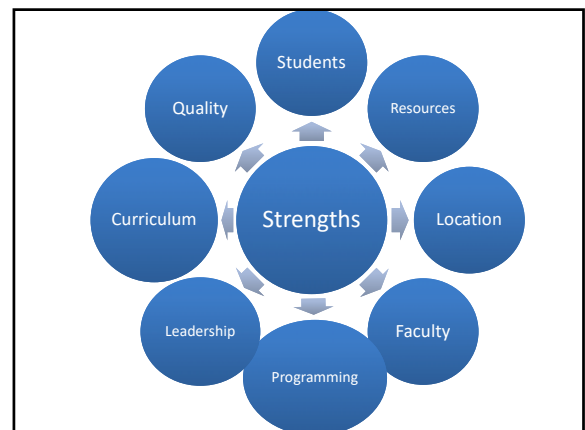 Students
Quality
Resources
Curriculum
Strengths
Location
Leadership
Faculty
Programming